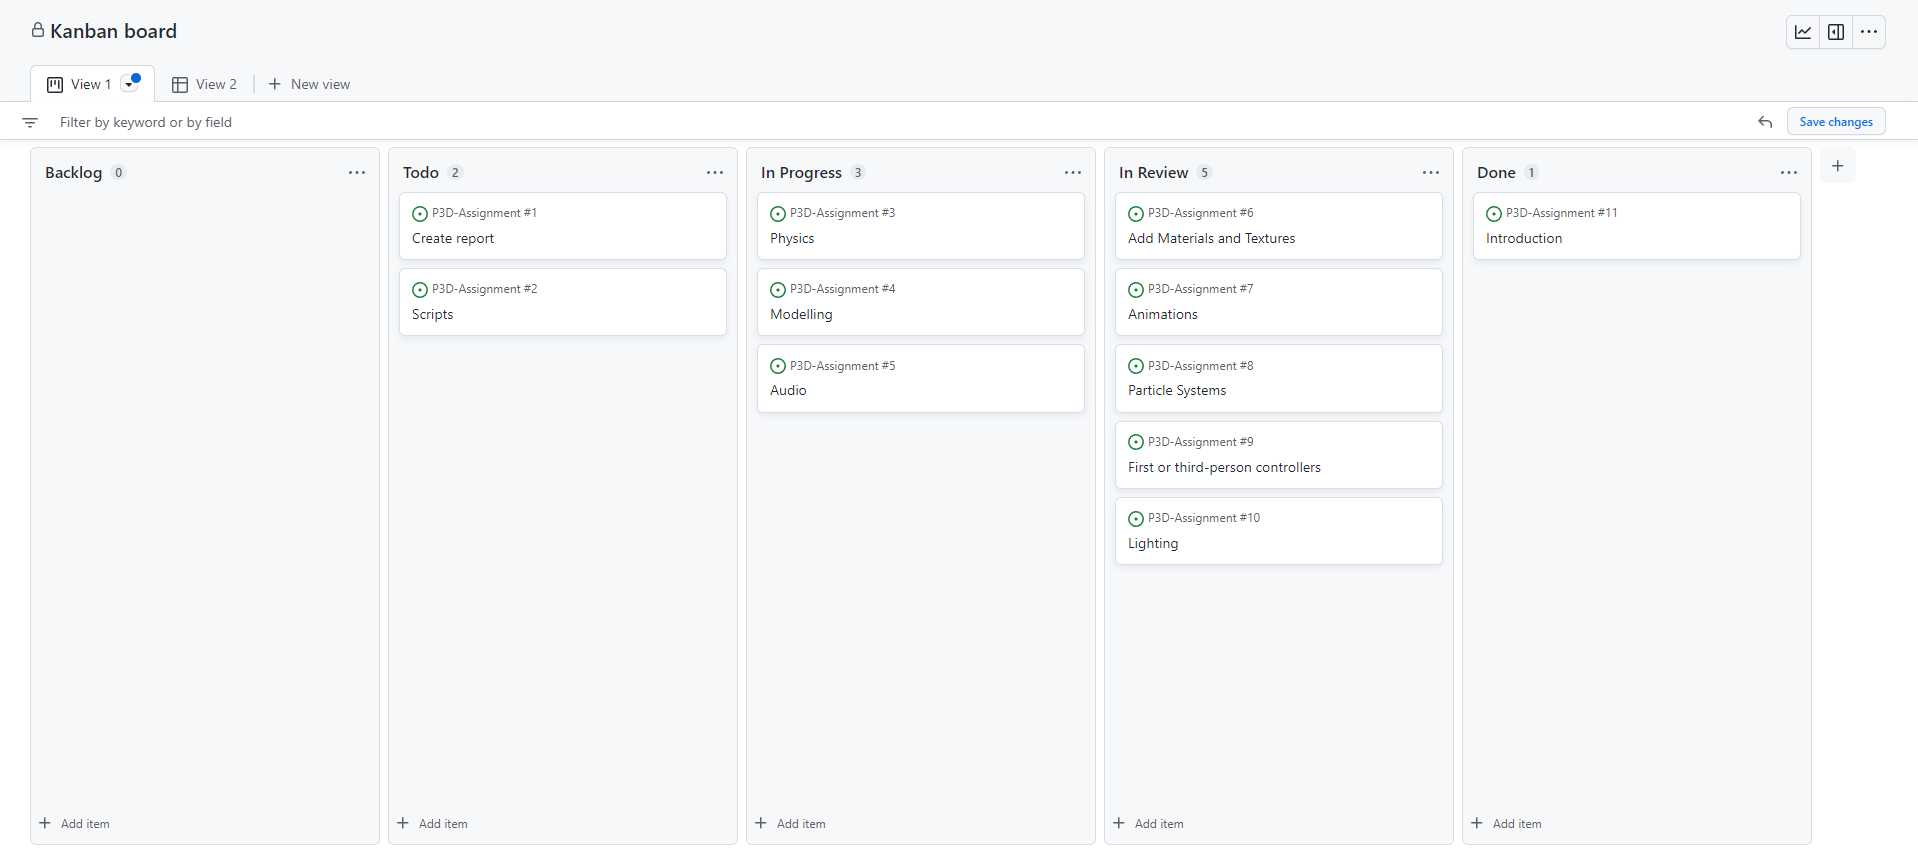 Kanban board
View 1
View 2
New view
Filter by keyword or by field
Save changes
Backlog 0
Add item
Todo 2
P3D-Assignment #1
Create report
P3D-Assignment #2
Scripts
Add item
In Progress 3
P3D-Assignment #3
Physics
P3D-Assignment #4
Modelling
P3D-Assignment #5
Audio
Add item
In Review 5
P3D-Assignment #6
Add Materials and Textures
P3D-Assignment #7
Animations
P3D-Assignment #8
Particle Systems
P3D-Assignment #9
First or third-person controllers
P3D-Assignment #10
Lighting
Add item
Done 1
P3D-Assignment #11
Introduction
Add item